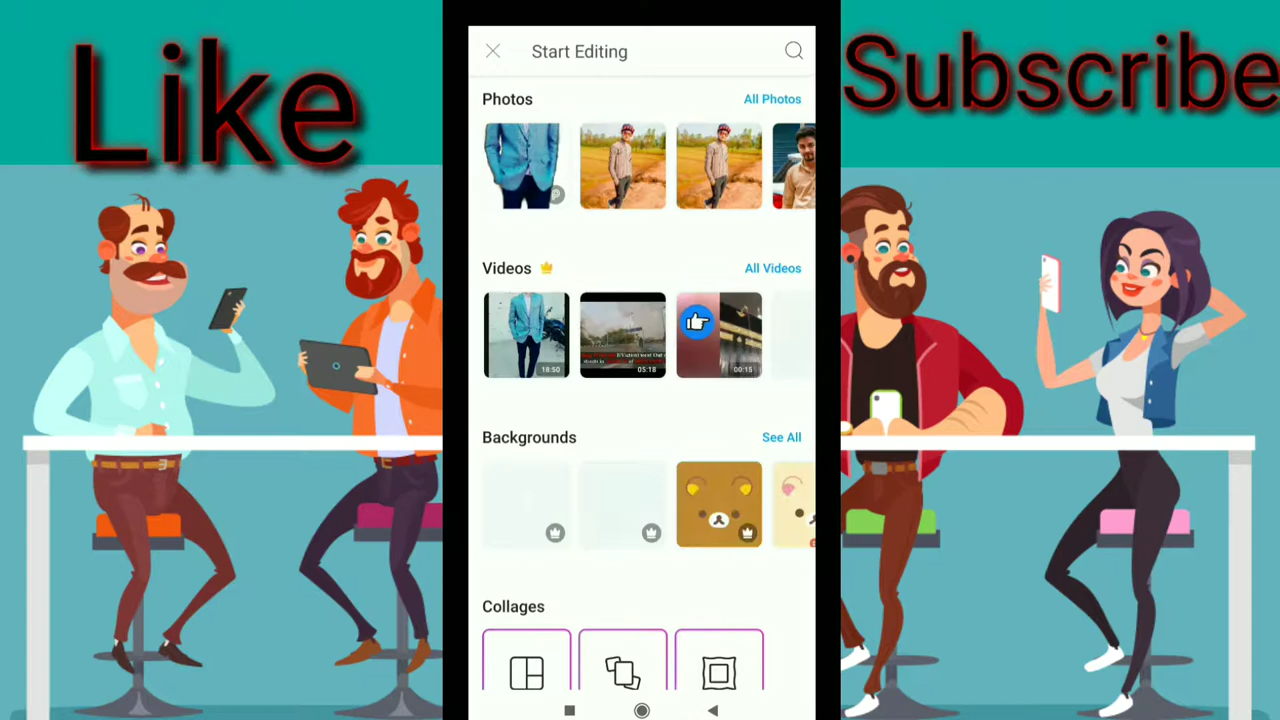 Like
Subscribe
Start Editing
Photos
All Photos
Videos
All Videos
18:50
05:18
00:15
Backgrounds
See All
Collages